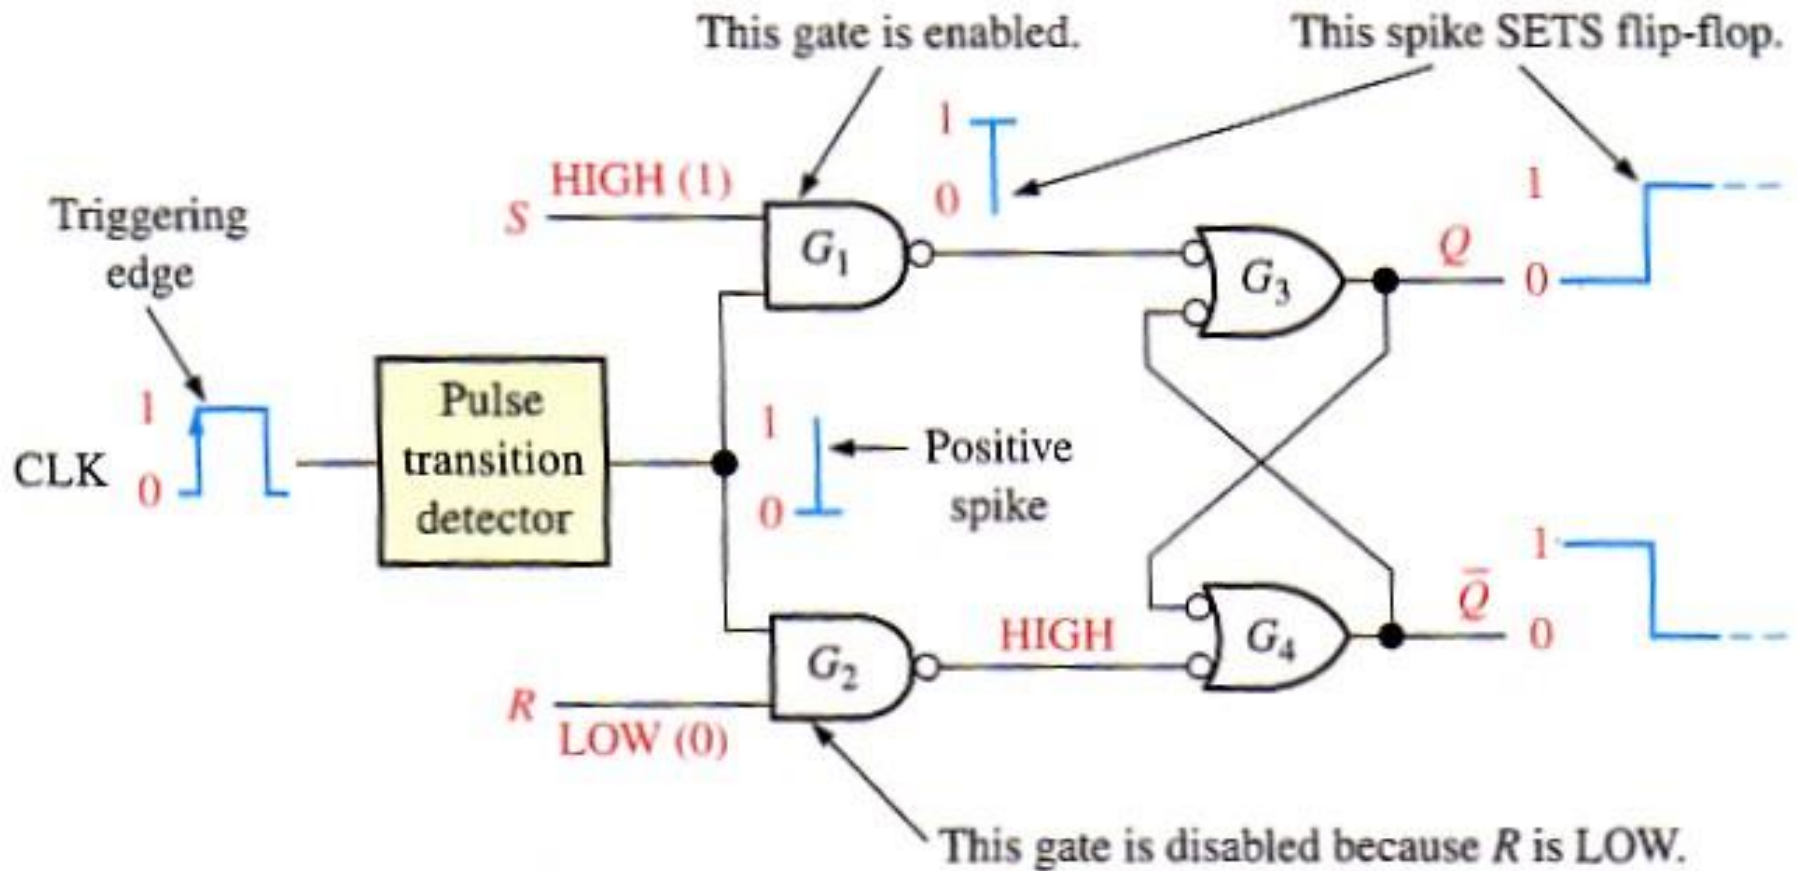 This gate is enabled.
This spike SETS flip-flop.
1
0
HIGH (1)
S
Triggering
edge
G₁
G₃
Q
1
0
CLK
1
0
Pulse
transition
detector
1
0
Positive
spike
G₂
HIGH
G₄
Q̅
1
0
R
LOW (0)
This gate is disabled because R is LOW.